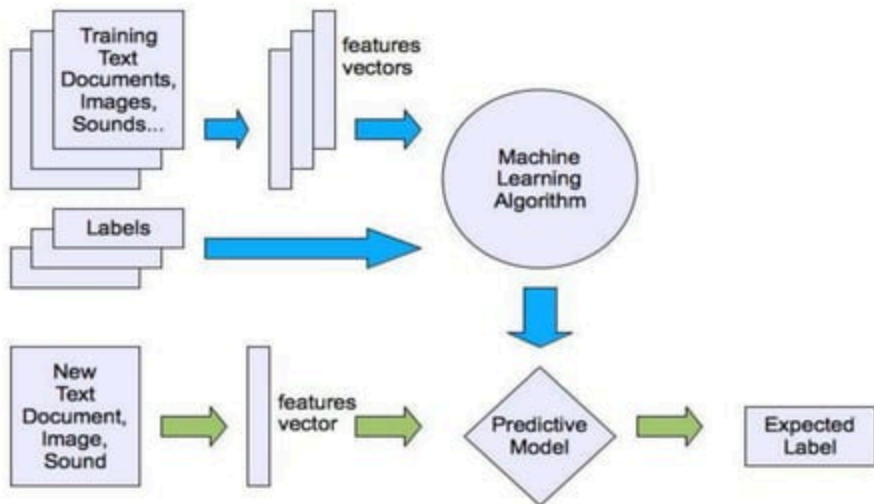 Training
Text
Documents,
Images,
Sounds...
features
vectors
Machine
Learning
Algorithm
Labels
New
Text
Document,
Image,
Sound
features
vector
Predictive
Model
Expected
Label